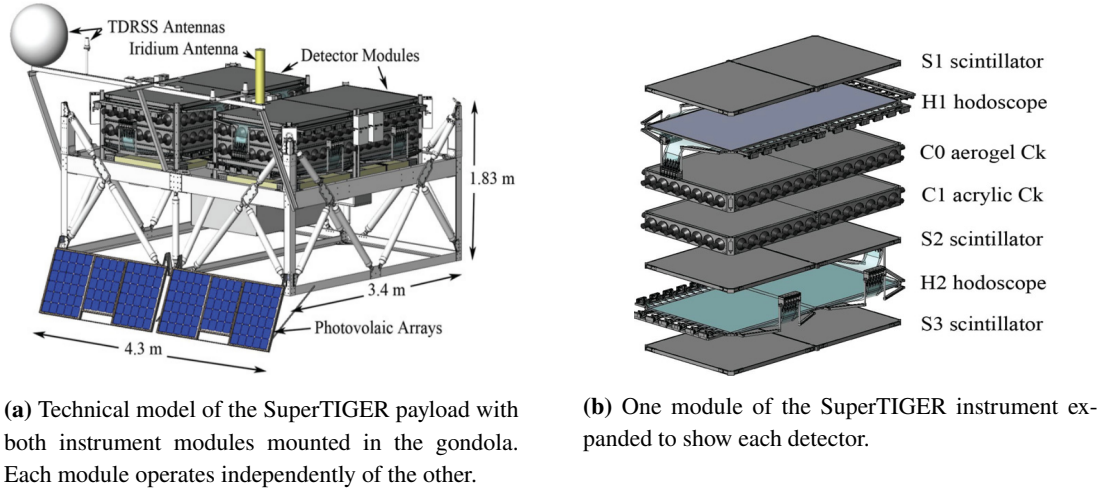 TDRSS Antennas
Iridium Antenna
Detector Modules
1.83 m
3.4 m
Photovolaic Arrays
4.3 m
(a) Technical model of the SuperTIGER payload with
both instrument modules mounted in the gondola.
Each module operates independently of the other.
S1 scintillator
H1 hodoscope
C0 aerogel Ck
C1 acrylic Ck
S2 scintillator
H2 hodoscope
S3 scintillator
(b) One module of the SuperTIGER instrument ex-
panded to show each detector.